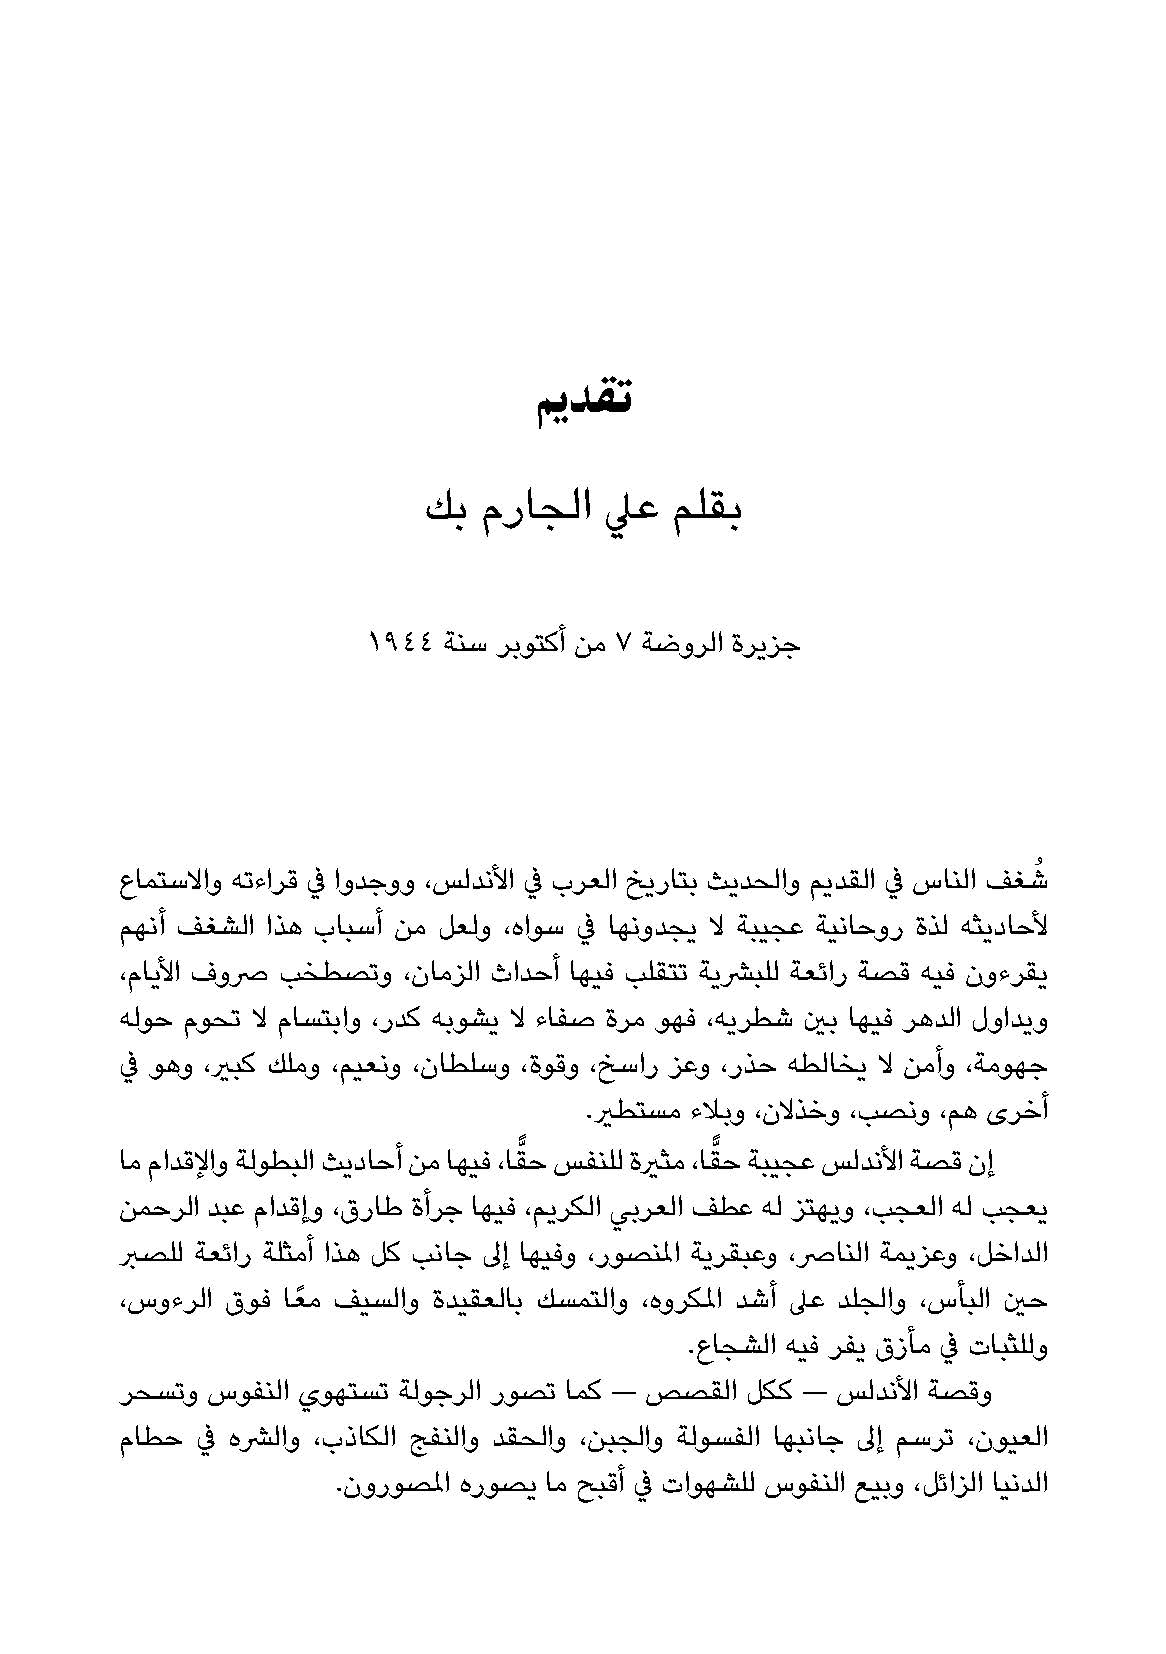 تقديم
بقلم علي الجارم بك
جزيرة الروضة ٧ من أكتوبر سنة ١٩٤٤
شُغف الناس في القديم والحديث بتاريخ العرب في الأندلس، ووجدوا في قراءته والاستماع
لأحاديثه لذة روحانية عجيبة لا يجدونها في سواه، ولعل من أسباب هذا الشغف أنهم
يقرءون فيه قصة رائعة للبشرية تتقلب فيها أحداث الزمان، وتصطخب صروف الأيام،
ويداول الدهر فيها بين شطريه، فهو مرة صفاء لا يشوبه كدر، وابتسام لا تحوم حوله
جهومة، وأمن لا يخالطه حذر، وعز راسخ، وقوة، وسلطان، ونعيم، وملك كبير، وهو في
أخرى هم، ونصب، وخذلان، وبلاء مستطير.
إن قصة الأندلس عجيبة حقًّا، مثيرة للنفس حقًّا، فيها من أحاديث البطولة والإقدام ما
يعجب له العجب، ويهتز له عطف العربي الكريم، فيها جرأة طارق، وإقدام عبد الرحمن
الداخل، وعزيمة الناصر، وعبقرية المنصور، وفيها إلى جانب كل هذا أمثلة رائعة للصبر
حين البأس، والجلد على أشد المكروه، والتمسك بالعقيدة والسيف معًا فوق الرءوس،
وللثبات في مأزق يفر فيه الشجاع.
وقصة الأندلس — ككل القصص — كما تصور الرجولة تستهوي النفوس وتسحر
العيون، ترسم إلى جانبها الفسولة والجبن، والحقد والنفج الكاذب، والشره في حطام
الدنيا الزائل، وبيع النفوس للشهوات في أقبح ما يصوره المصورون.